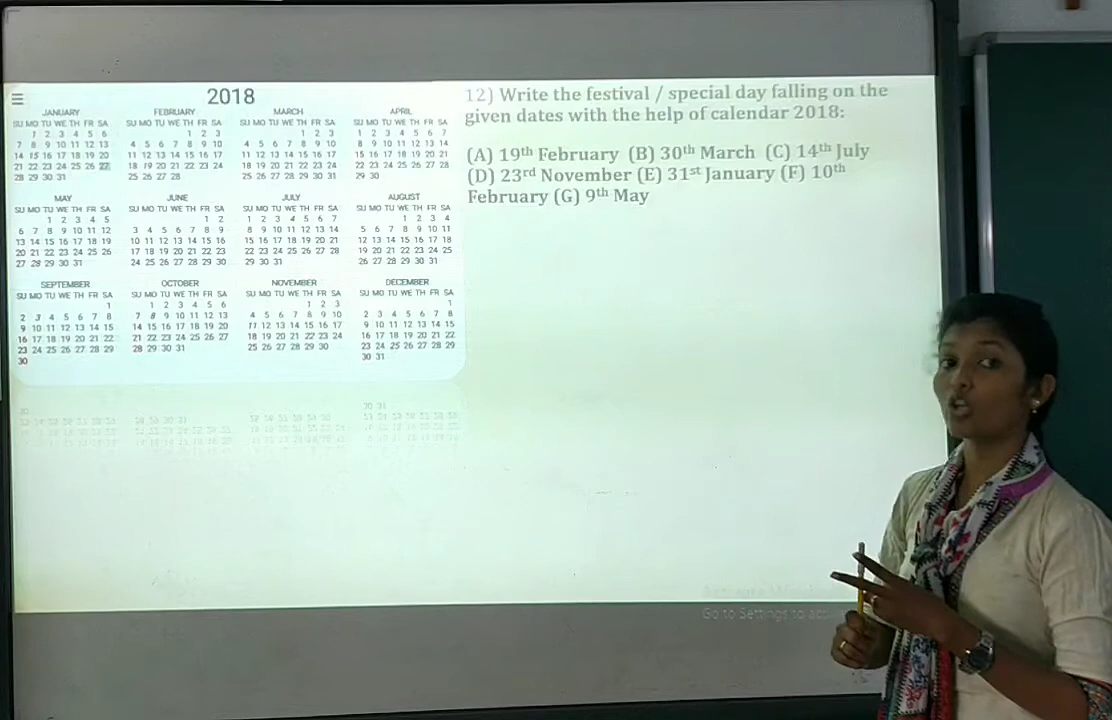 2018
JANUARY FEBRUARY MARCH APRIL
SU MO TU WE TH FR SA SU MO TU WE TH FR SA SU MO TU WE TH FR SA SU MO TU WE TH FR SA
1 2 3 4 5 6 1 2 3 1 2 3 1 2 3 4 5 6 7
7 8 9 10 11 12 13 4 5 6 7 8 9 10 4 5 6 7 8 9 10 8 9 10 11 12 13 14
14 15 16 17 18 19 20 11 12 13 14 15 16 17 11 12 13 14 15 16 17 15 16 17 18 19 20 21
21 22 23 24 25 26 27 18 19 20 21 22 23 24 18 19 20 21 22 23 24 22 23 24 25 26 27 28
28 29 30 31 25 26 27 28 25 26 27 28 29 30 31 29 30
MAY JUNE JULY AUGUST
SU MO TU WE TH FR SA SU MO TU WE TH FR SA SU MO TU WE TH FR SA SU MO TU WE TH FR SA
1 2 3 4 5 1 2 1 2 3 4 5 6 7 1 2 3 4
6 7 8 9 10 11 12 3 4 5 6 7 8 9 8 9 10 11 12 13 14 5 6 7 8 9 10 11
13 14 15 16 17 18 19 10 11 12 13 14 15 16 15 16 17 18 19 20 21 12 13 14 15 16 17 18
20 21 22 23 24 25 26 17 18 19 20 21 22 23 22 23 24 25 26 27 28 19 20 21 22 23 24 25
27 28 29 30 31 24 25 26 27 28 29 30 29 30 31 26 27 28 29 30 31
SEPTEMBER OCTOBER NOVEMBER DECEMBER
SU MO TU WE TH FR SA SU MO TU WE TH FR SA SU MO TU WE TH FR SA SU MO TU WE TH FR SA
1 1 2 3 4 5 6 1 2 3 1
2 3 4 5 6 7 8 7 8 9 10 11 12 13 4 5 6 7 8 9 10 2 3 4 5 6 7 8
9 10 11 12 13 14 15 14 15 16 17 18 19 20 11 12 13 14 15 16 17 9 10 11 12 13 14 15
16 17 18 19 20 21 22 21 22 23 24 25 26 27 18 19 20 21 22 23 24 16 17 18 19 20 21 22
23 24 25 26 27 28 29 28 29 30 31 25 26 27 28 29 30 23 24 25 26 27 28 29
30 30 31
12) Write the festival / special day falling on the
given dates with the help of calendar 2018:
(A) 19th February (B) 30th March (C) 14th July
(D) 23rd November (E) 31st January (F) 10th
February (G) 9th May
Go to Settings to